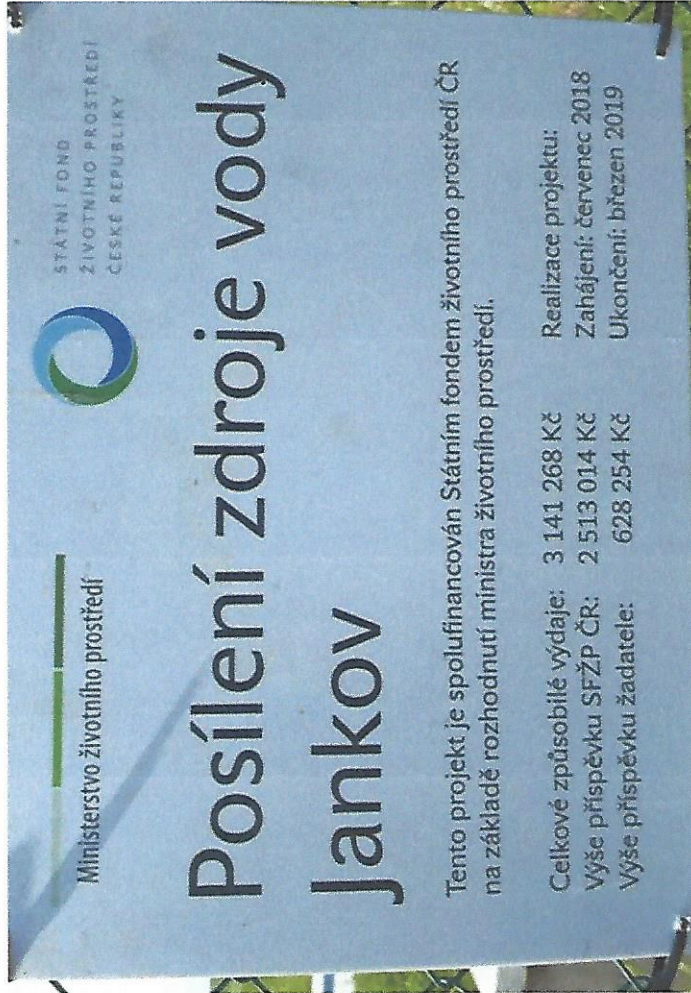 Ministerstvo životního prostředí
STÁTNÍ FOND
ŽIVOTNÍHO PROSTŘEDÍ
ČESKÉ REPUBLIKY
Posílení zdroje vody
Jankov
Tento projekt je spolufinancován Státním fondem životního prostředí ČR
na základě rozhodnutí ministra životního prostředí.
Celkové způsobilé výdaje: 3 141 268 Kč
Výše příspěvku SFŽP ČR: 2 513 014 Kč
Výše příspěvku žadatele: 628 254 Kč
Realizace projektu:
Zahájení: červenec 2018
Ukončení: březen 2019